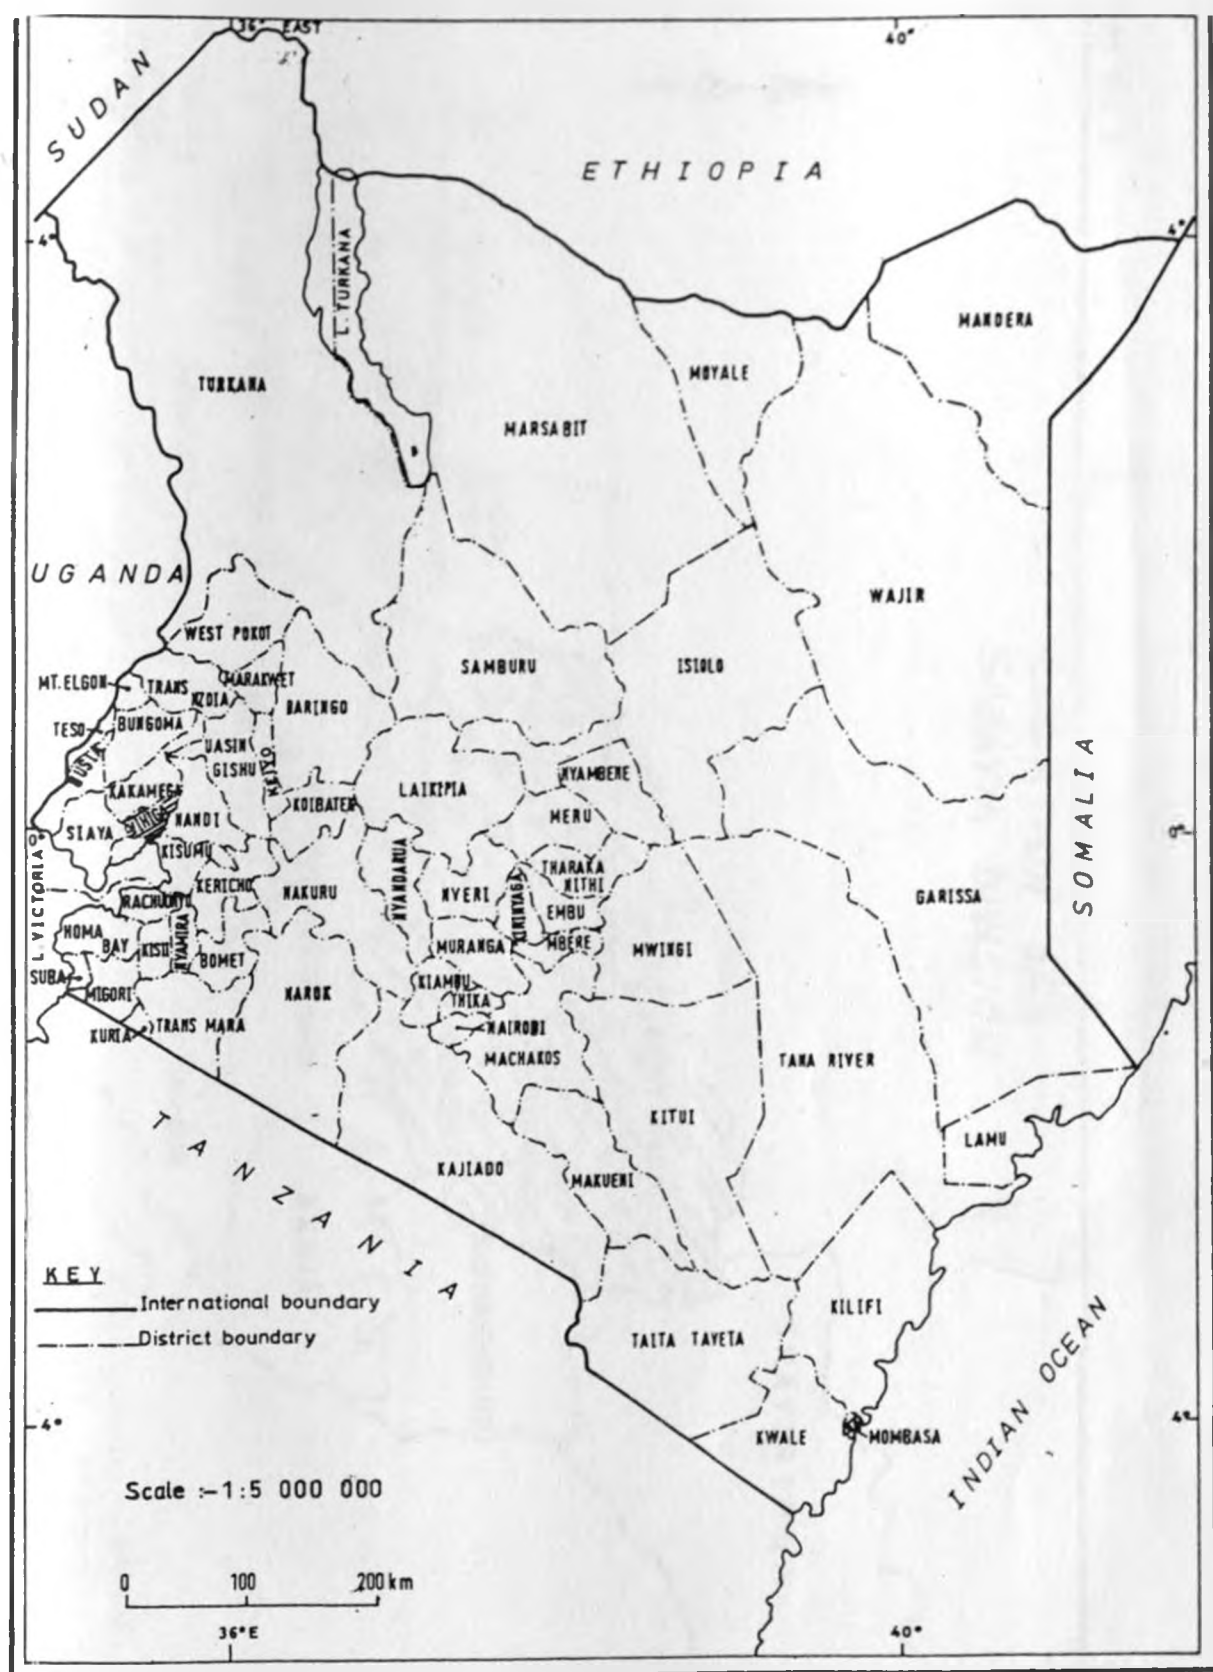 36° EAST
40°
SUDAN
ETHIOPIA
4°
4°
L. TURKANA
MANDERA
TURKANA
MOYALE
MARSABIT
UGANDA
WAJIR
WEST POKOT
SAMBURU
ISIOLO
MT. ELGON
TRANS
NZOIA
MARAKWET
BARINGO
TESO
BUNGOMA
UASIN
GISHU
KEIYO
LAIKIPIA
NYAMBENE
KAKAMEGA
KOIBATEK
MERU
SIAYA
NANDI
0°
0°
SOMALIA
KISUMU
L. VICTORIA
KERICHO
NAKURU
NYANDARUA
NYERI
KIRINYAGA
THARAKA
NITHI
GARISSA
RACHUONYO
EMBU
HOMA
BAY
KISII
NYAMIRA
BOMET
MURANGA
MBERE
MWINGI
SUBA
MIGORI
NAROK
KIAMBU
THIKA
KURIA
TRANS MARA
NAIROBI
MACHAKOS
TANA RIVER
KITUI
LAMU
TANZANIA
KAJIADO
MAKUENI
KEY
International boundary
District boundary
KILIFI
TAITA TAVETA
INDIAN OCEAN
4°
4°
KWALE
MOMBASA
Scale :-1:5 000 000
0 100 200 km
36°E
40°